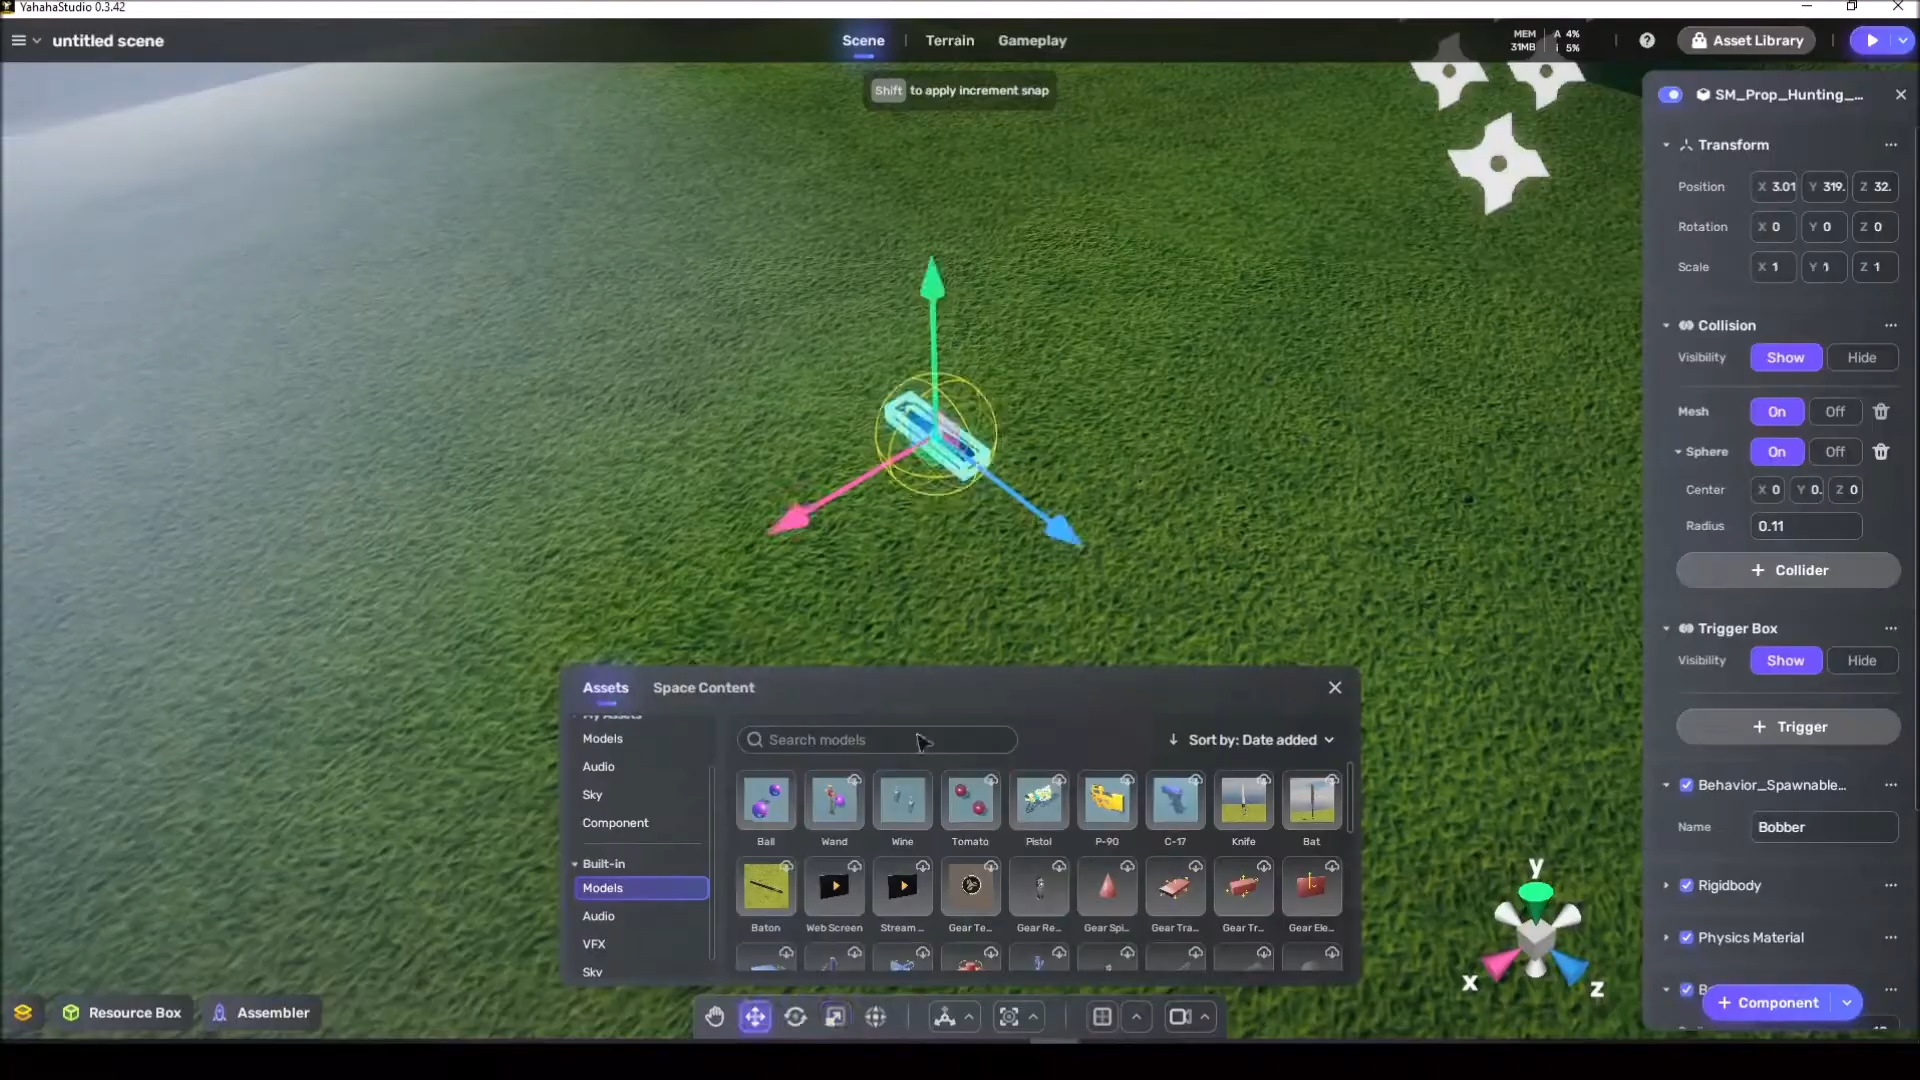 YahahaStudio 0.3.42
untitled scene
Scene | Terrain Gameplay
MEM 31MB
A 4%
i 5%
Asset Library
Shift to apply increment snap
SM_Prop_Hunting_...
Transform
Position X 3.01 Y 319. Z 32.
Rotation X 0 Y 0 Z 0
Scale X 1 Y 1 Z 1
Collision
Visibility Show Hide
Mesh On Off
Sphere On Off
Center X 0 Y 0. Z 0
Radius 0.11
+ Collider
Trigger Box
Visibility Show Hide
+ Trigger
Behavior_Spawnable...
Name Bobber
Rigidbody
Physics Material
+ Component
Assets Space Content
My Assets
Models
Audio
Sky
Component
Built-in
Models
Audio
VFX
Sky
Search models
Sort by: Date added
Ball Wand Wine Tomato Pistol P-90 C-17 Knife Bat
Baton Web Screen Stream ... Gear Te... Gear Re... Gear Spi... Gear Tra... Gear Tr... Gear Ele...
y
x
z
Resource Box
Assembler